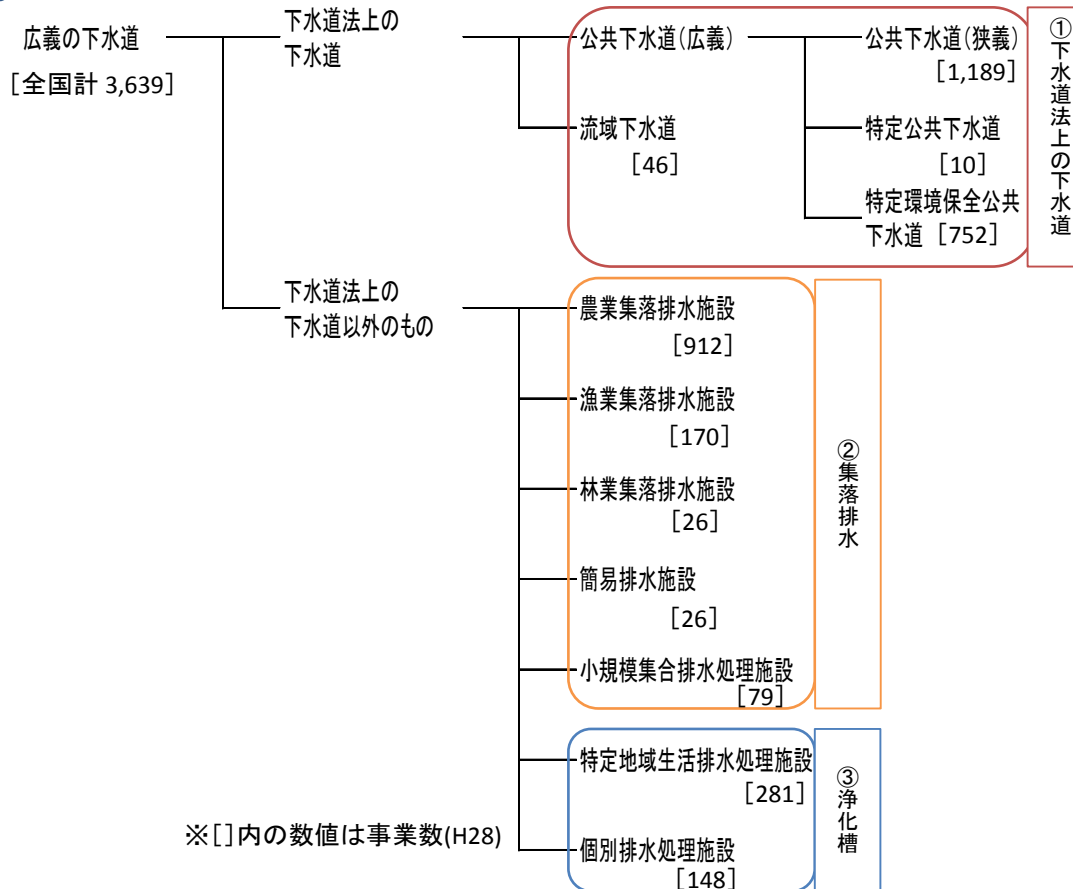 広義の下水道
[全国計 3,639]
下水道法上の
下水道
公共下水道(広義)
公共下水道(狭義)
[1,189]
流域下水道
[46]
特定公共下水道
[10]
特定環境保全公共
下水道 [752]
①下水道法上の下水道
下水道法上の
下水道以外のもの
農業集落排水施設
[912]
漁業集落排水施設
[170]
林業集落排水施設
[26]
簡易排水施設
[26]
小規模集合排水処理施設
[79]
②集落排水
特定地域生活排水処理施設
[281]
個別排水処理施設
[148]
③浄化槽
※[]内の数値は事業数(H28)